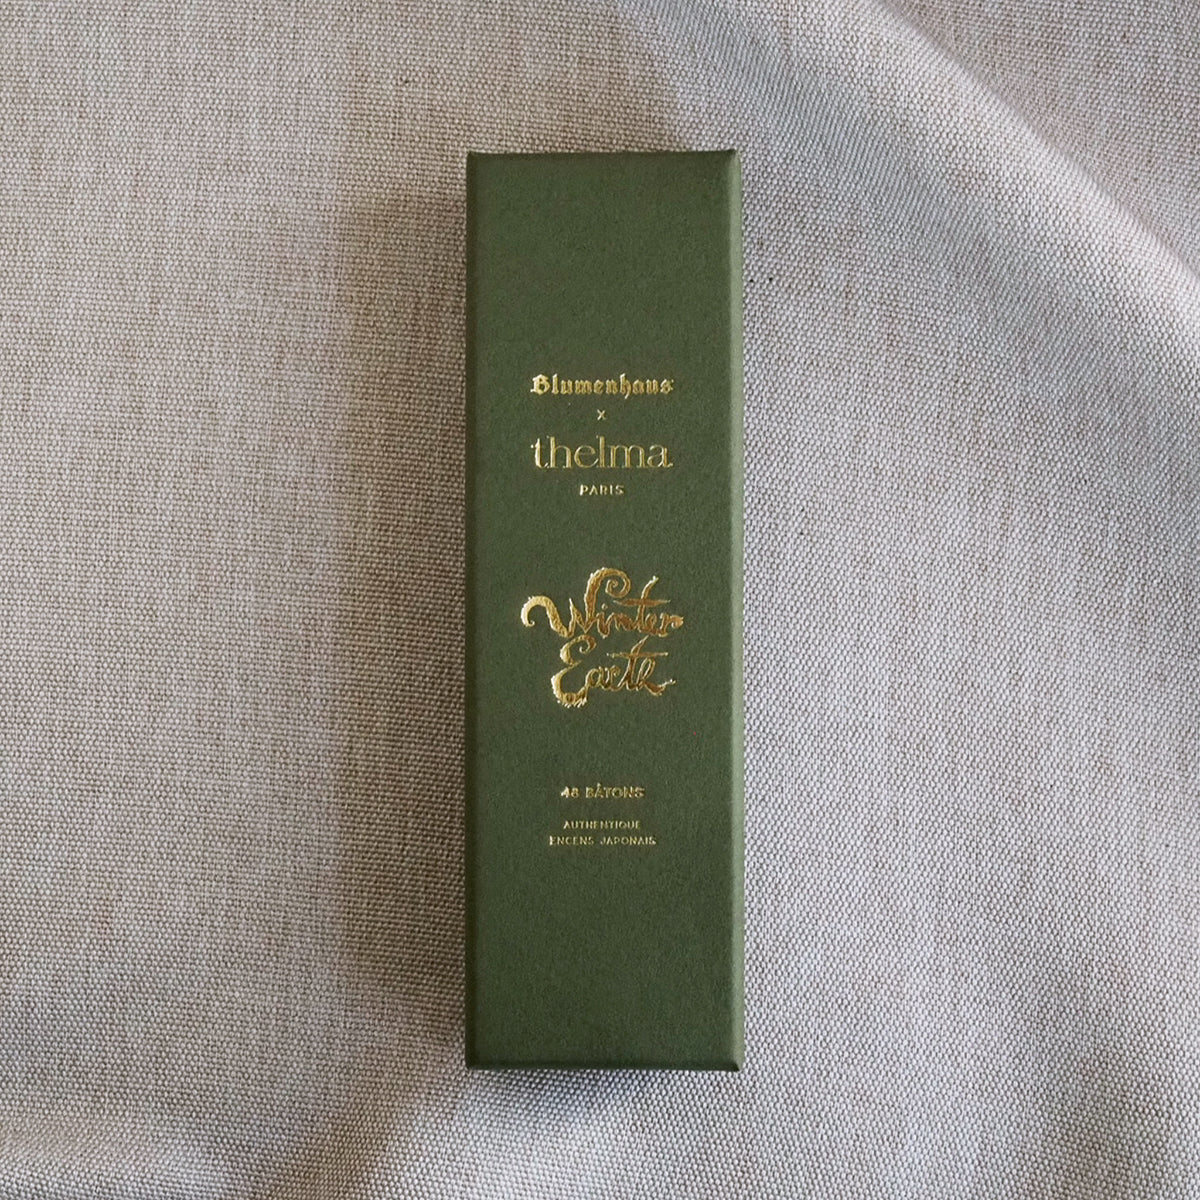 Blumenhaus
x
thelma
PARIS
Winter
Earth
48 BÂTONS
AUTHENTIQUE
ENCENS JAPONAIS